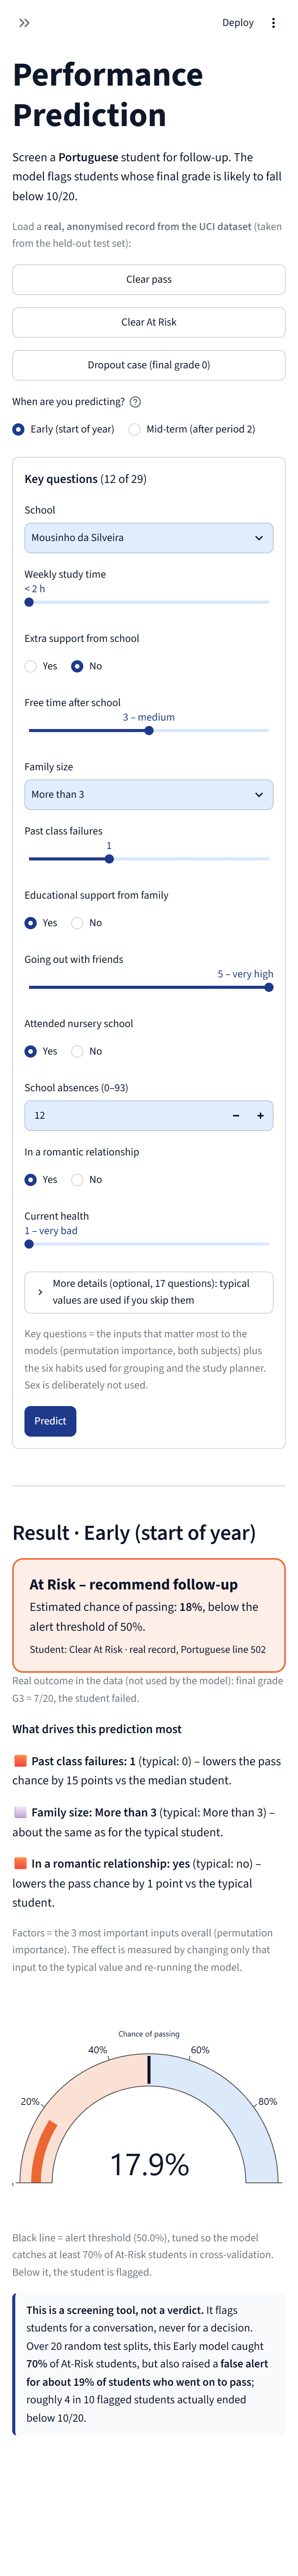 Deploy
Performance
Prediction
Screen a Portuguese student for follow-up. The
model flags students whose final grade is likely to fall
below 10/20.
Load a real, anonymised record from the UCI dataset (taken
from the held-out test set):
Clear pass
Clear At Risk
Dropout case (final grade 0)
When are you predicting?
Early (start of year) Mid-term (after period 2)
Key questions (12 of 29)
School
Mousinho da Silveira
Weekly study time
< 2 h
Extra support from school
Yes No
Free time after school
3 – medium
Family size
More than 3
Past class failures
1
Educational support from family
Yes No
Going out with friends
5 – very high
Attended nursery school
Yes No
School absences (0–93)
12
In a romantic relationship
Yes No
Current health
1 – very bad
More details (optional, 17 questions): typical
values are used if you skip them
Key questions = the inputs that matter most to the
models (permutation importance, both subjects) plus
the six habits used for grouping and the study planner.
Sex is deliberately not used.
Predict
Result · Early (start of year)
At Risk – recommend follow-up
Estimated chance of passing: 18%, below the
alert threshold of 50%.
Student: Clear At Risk · real record, Portuguese line 502
Real outcome in the data (not used by the model): final grade
G3 = 7/20, the student failed.
What drives this prediction most
Past class failures: 1 (typical: 0) – lowers the pass
chance by 15 points vs the median student.
Family size: More than 3 (typical: More than 3) –
about the same as for the typical student.
In a romantic relationship: yes (typical: no) –
lowers the pass chance by 1 point vs the typical
student.
Factors = the 3 most important inputs overall (permutation
importance). The effect is measured by changing only that
input to the typical value and re-running the model.
Chance of passing
40% 60%
20% 80%
17.9%
Black line = alert threshold (50.0%), tuned so the model
catches at least 70% of At-Risk students in cross-validation.
Below it, the student is flagged.
This is a screening tool, not a verdict. It flags
students for a conversation, never for a decision.
Over 20 random test splits, this Early model caught
70% of At-Risk students, but also raised a false alert
for about 19% of students who went on to pass;
roughly 4 in 10 flagged students actually ended
below 10/20.